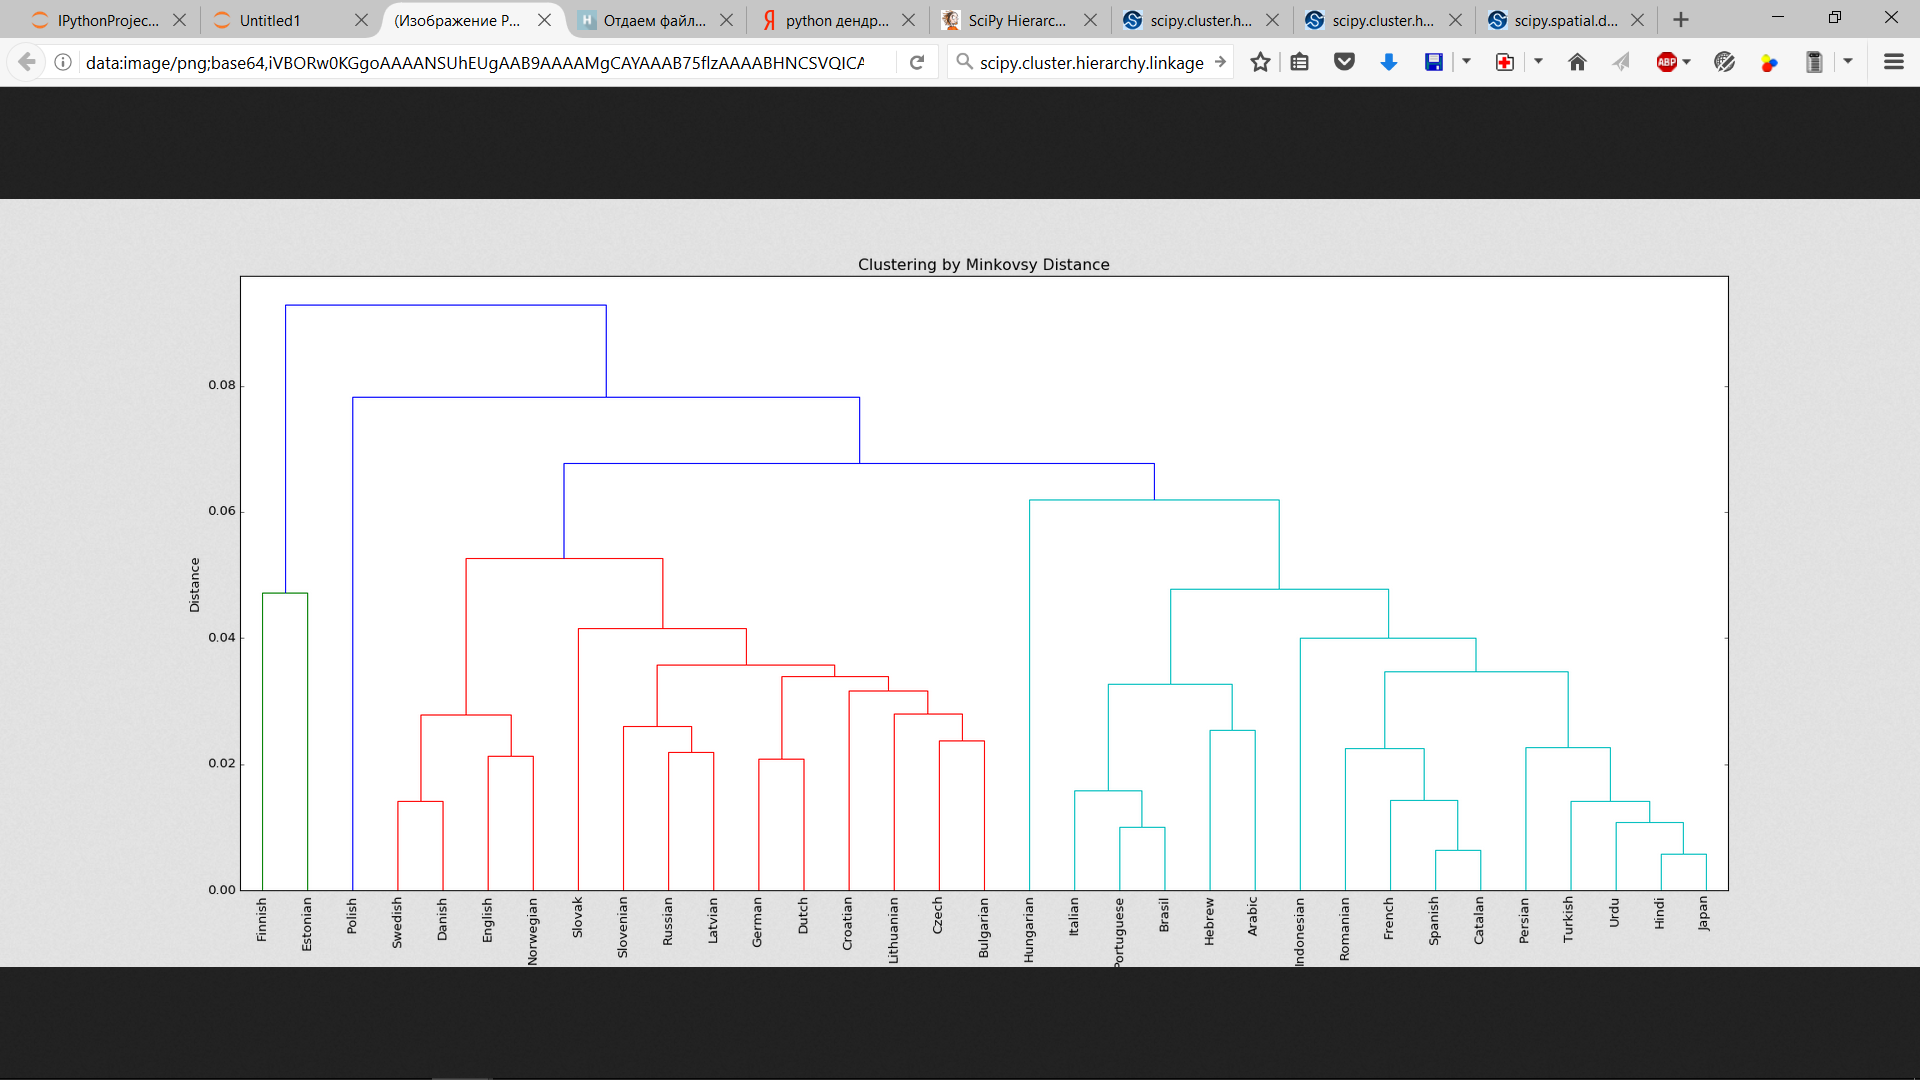 IPythonProjec...
Untitled1
(Изображение P...
Отдаем файл...
python дендр...
SciPy Hierarc...
scipy.cluster.h...
scipy.cluster.h...
scipy.spatial.d...
data:image/png;base64,iVBORw0KGgoAAAANSUhEUgAAB9AAAAMgCAYAAAB75flzAAAABHNCSVQICA
scipy.cluster.hierarchy.linkage
ABP
Clustering by Minkovsy Distance
0.08
0.06
0.04
0.02
0.00
Distance
Finnish
Estonian
Polish
Swedish
Danish
English
Norwegian
Slovak
Slovenian
Russian
Latvian
German
Dutch
Croatian
Lithuanian
Czech
Bulgarian
Hungarian
Italian
Portuguese
Brasil
Hebrew
Arabic
Indonesian
Romanian
French
Spanish
Catalan
Persian
Turkish
Urdu
Hindi
Japan